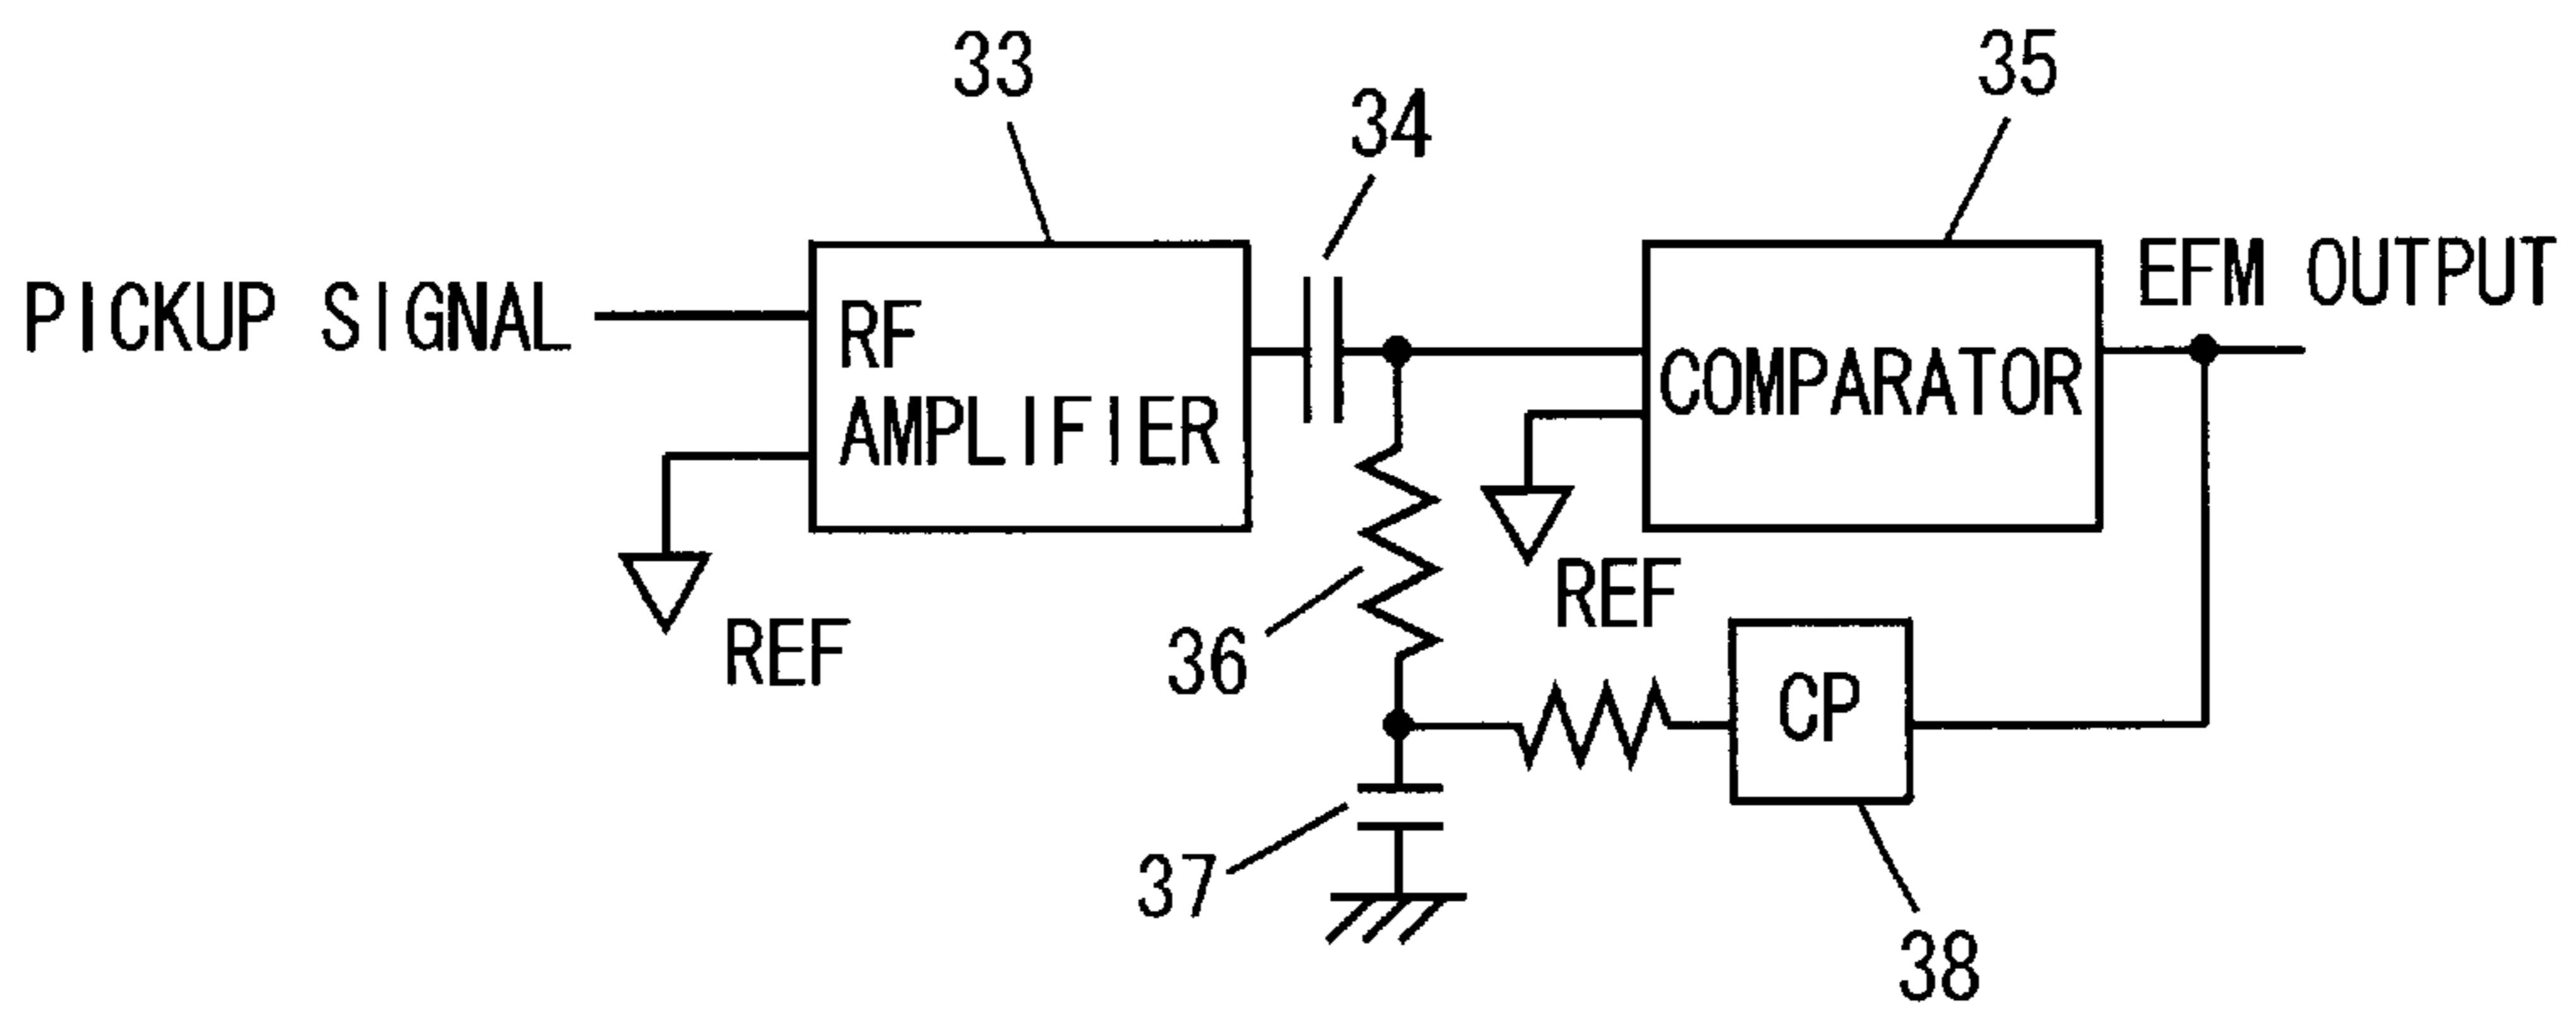 33
34
35
PICKUP SIGNAL
RF
AMPLIFIER
COMPARATOR
EFM OUTPUT
REF
REF
36
CP
37
38